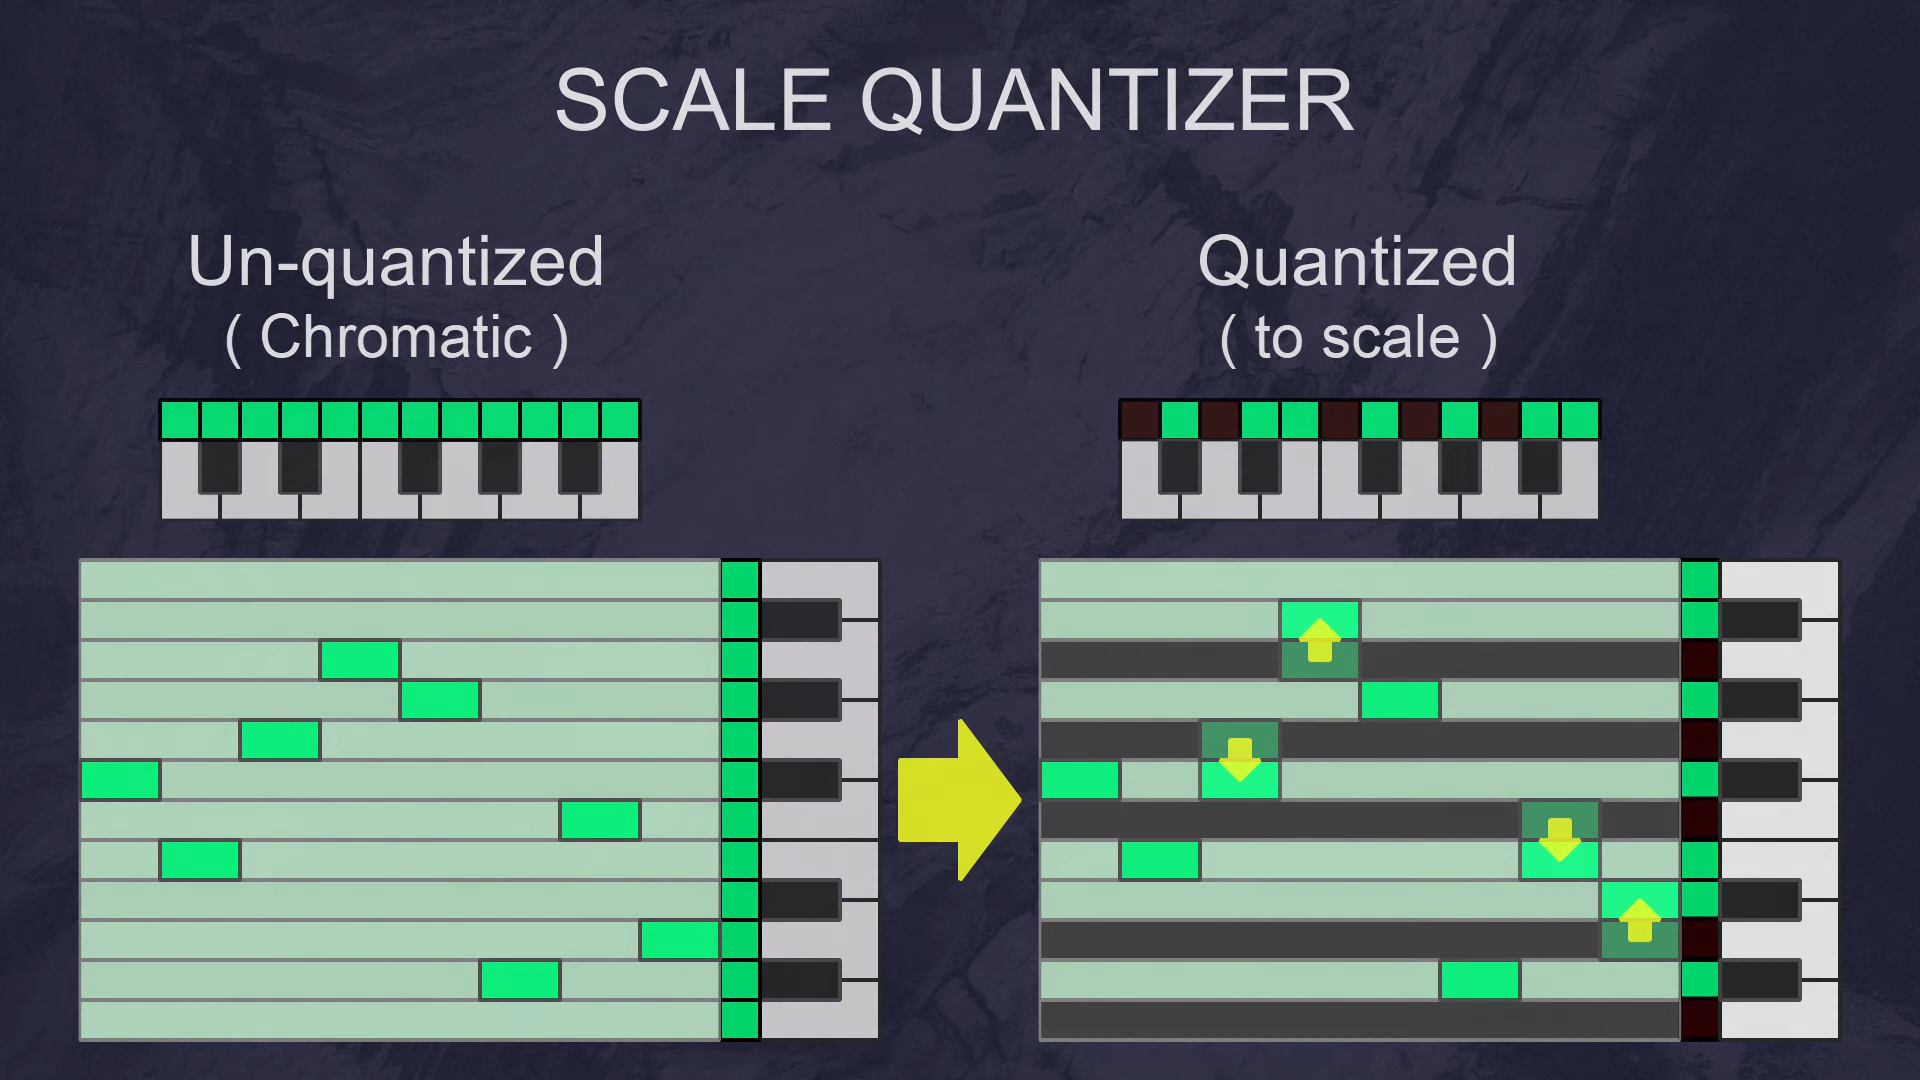 SCALE QUANTIZER
Un-quantized
( Chromatic )
Quantized
( to scale )